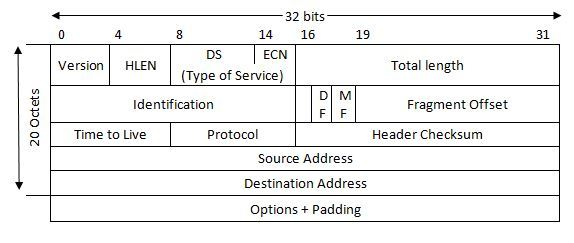 32 bits
0 4 8 14 16 19 31
Version HLEN DS ECN Total length
(Type of Service)
20 Octets
Identification D F M F Fragment Offset
Time to Live Protocol Header Checksum
Source Address
Destination Address
Options + Padding